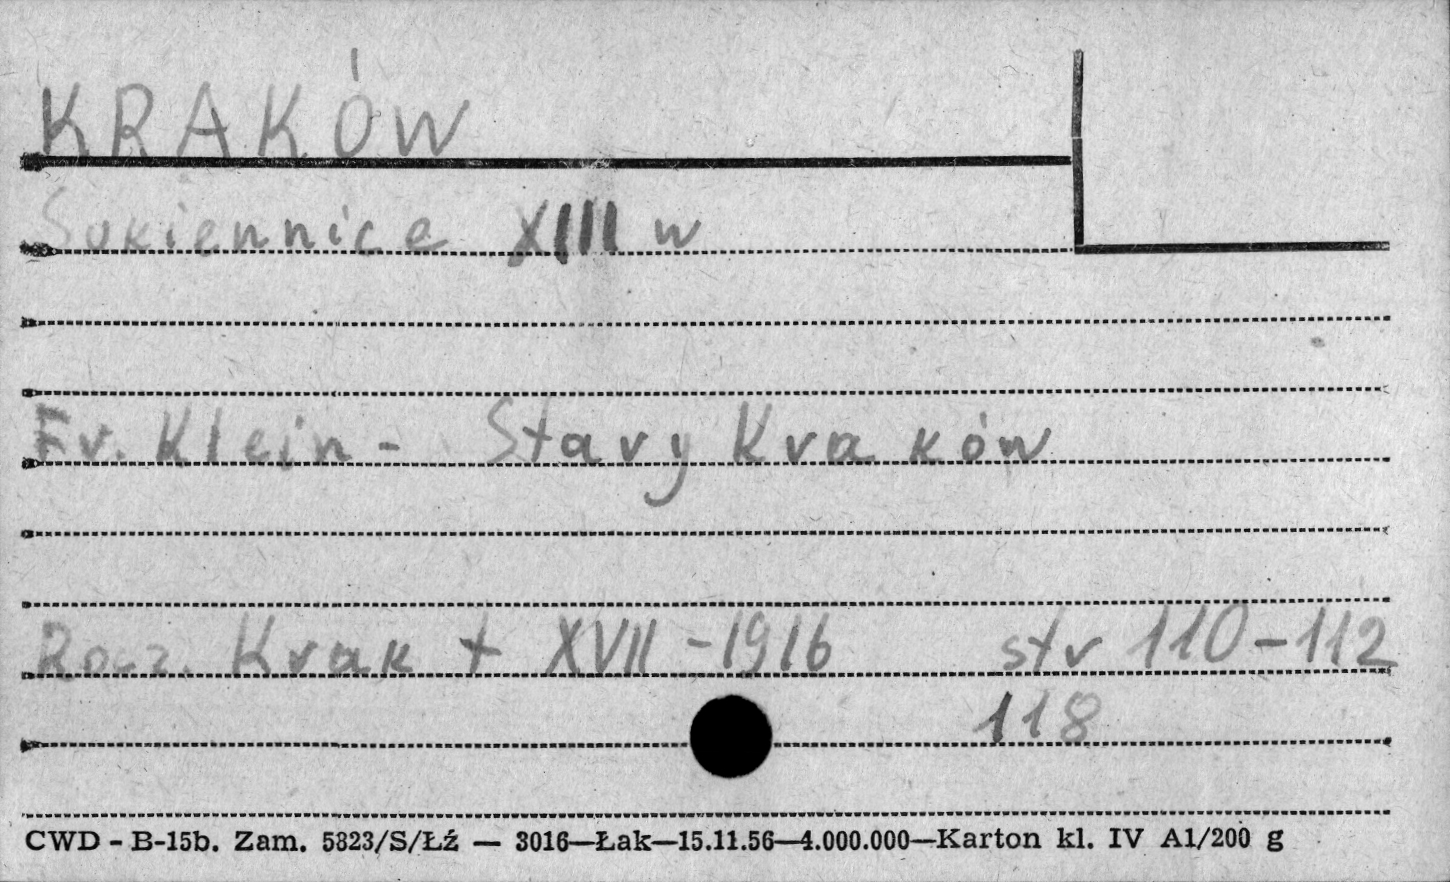 KRAKÓW
Sukiennice XIII w
Fr. Klein - Stary Kraków
Rocz. Krak t XVII - 1916 str 110-112
118
CWD - B-15b. Zam. 5823/S/Łź — 3016—Łak—15.11.56—4.000.000—Karton kl. IV A1/200 g